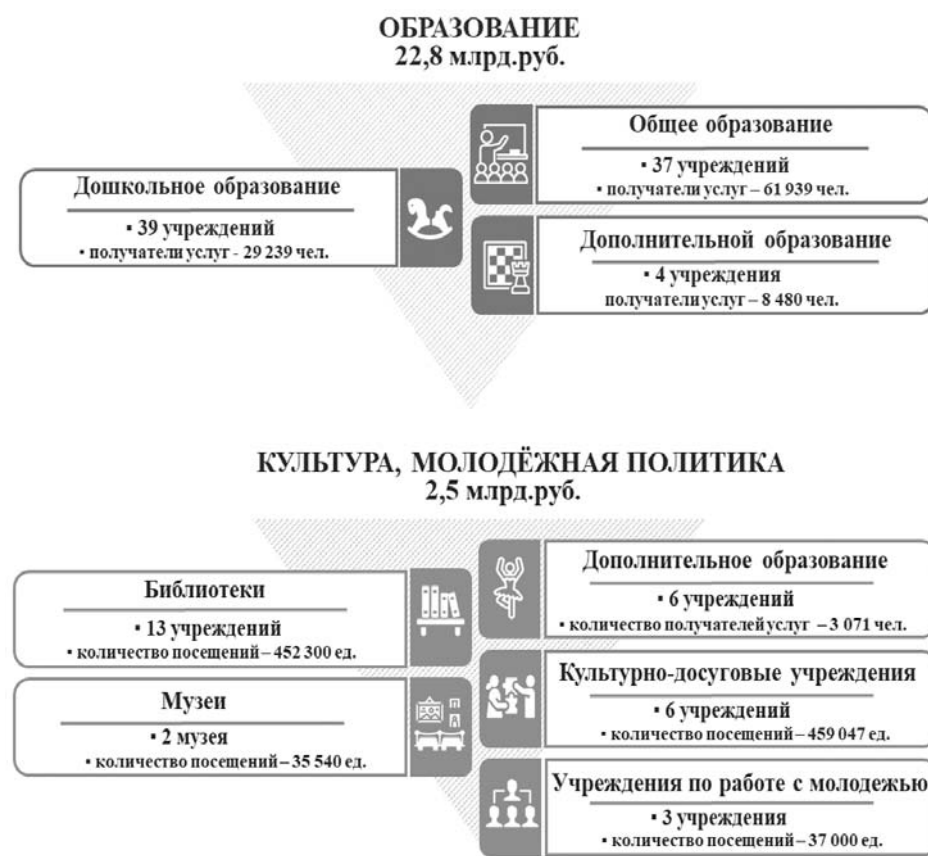 ОБРАЗОВАНИЕ
22,8 млрд.руб.
Дошкольное образование
▪ 39 учреждений
▪ получатели услуг - 29 239 чел.
Общее образование
▪ 37 учреждений
▪ получатели услуг – 61 939 чел.
Дополнительной образование
▪ 4 учреждения
получатели услуг – 8 480 чел.
КУЛЬТУРА, МОЛОДЁЖНАЯ ПОЛИТИКА
2,5 млрд.руб.
Библиотеки
▪ 13 учреждений
▪ количество посещений – 452 300 ед.
Музеи
▪ 2 музея
▪ количество посещений – 35 540 ед.
Дополнительное образование
▪ 6 учреждений
▪ количество получателей услуг – 3 071 чел.
Культурно-досуговые учреждения
▪ 6 учреждений
▪ количество посещений – 459 047 ед.
Учреждения по работе с молодежью
▪ 3 учреждения
▪ количество посещений – 37 000 ед.